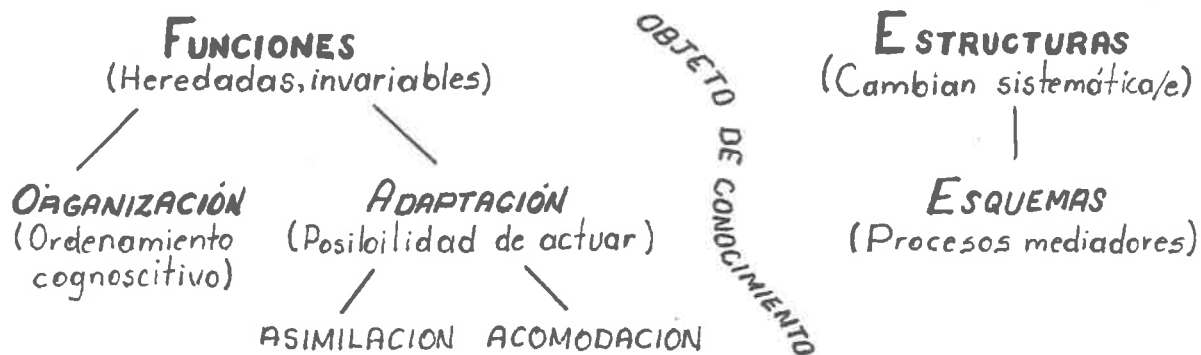 FUNCIONES
(Heredadas, invariables)
ORGANIZACIÓN
(Ordenamiento
cognoscitivo)
ADAPTACIÓN
(Posibilidad de actuar)
ASIMILACION
ACOMODACION
OBJETO DE CONOCIMIENTO
ESTRUCTURAS
(Cambian sistemática/e)
ESQUEMAS
(Procesos mediadores)